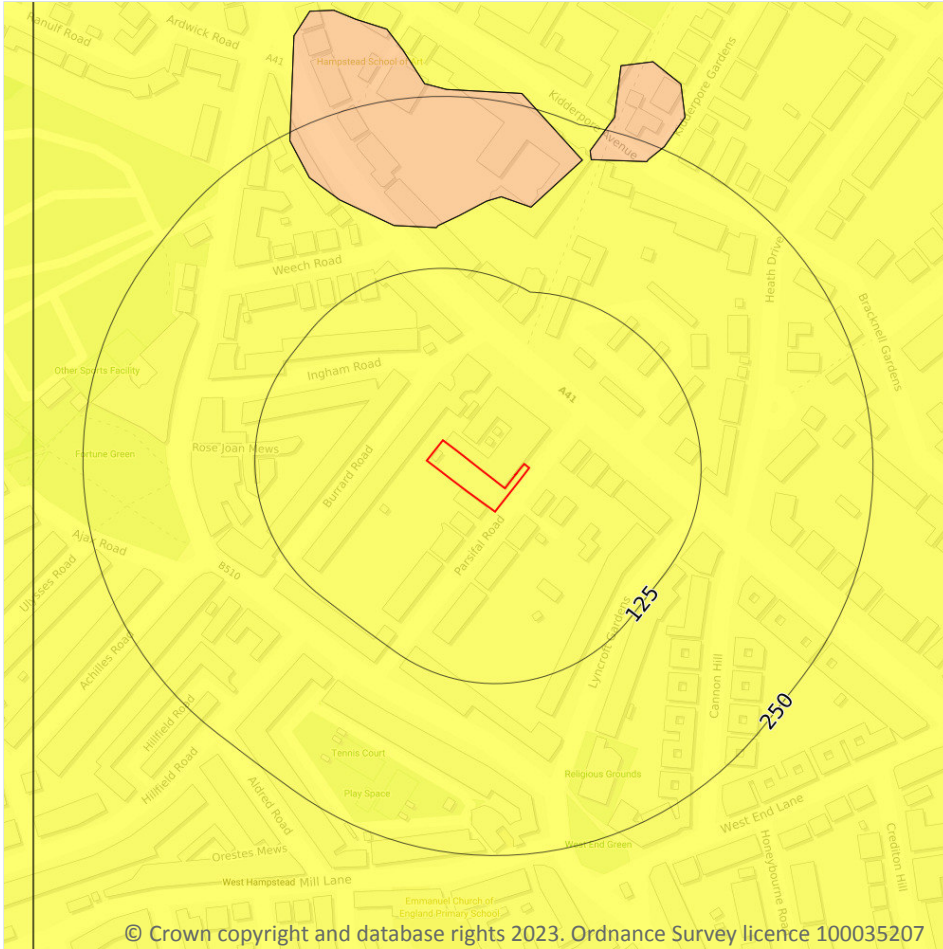 Ranulf Road
Ardwick Road
A41
Hampstead School of Art
Kidderpore Avenue
Kidderpore Gardens
Weech Road
Heath Drive
Bracknell Gardens
Other Sports Facility
Ingham Road
A41
Fortune Green
Rose Joan Mews
Burrard Road
Ajax Road
B510
Parsifal Road
Ulysses Road
Achilles Road
Lyncroft Gardens
125
Cannon Hill
250
Hillfield Road
Hillfield Road
Tennis Court
Play Space
Religious Grounds
Aldred Road
West End Lane
West End Green
Orestes Mews
West Hampstead
Mill Lane
Honeybourne Ro
Crediton Hill
Emmanuel Church of
England Primary School
© Crown copyright and database rights 2023. Ordnance Survey licence 100035207